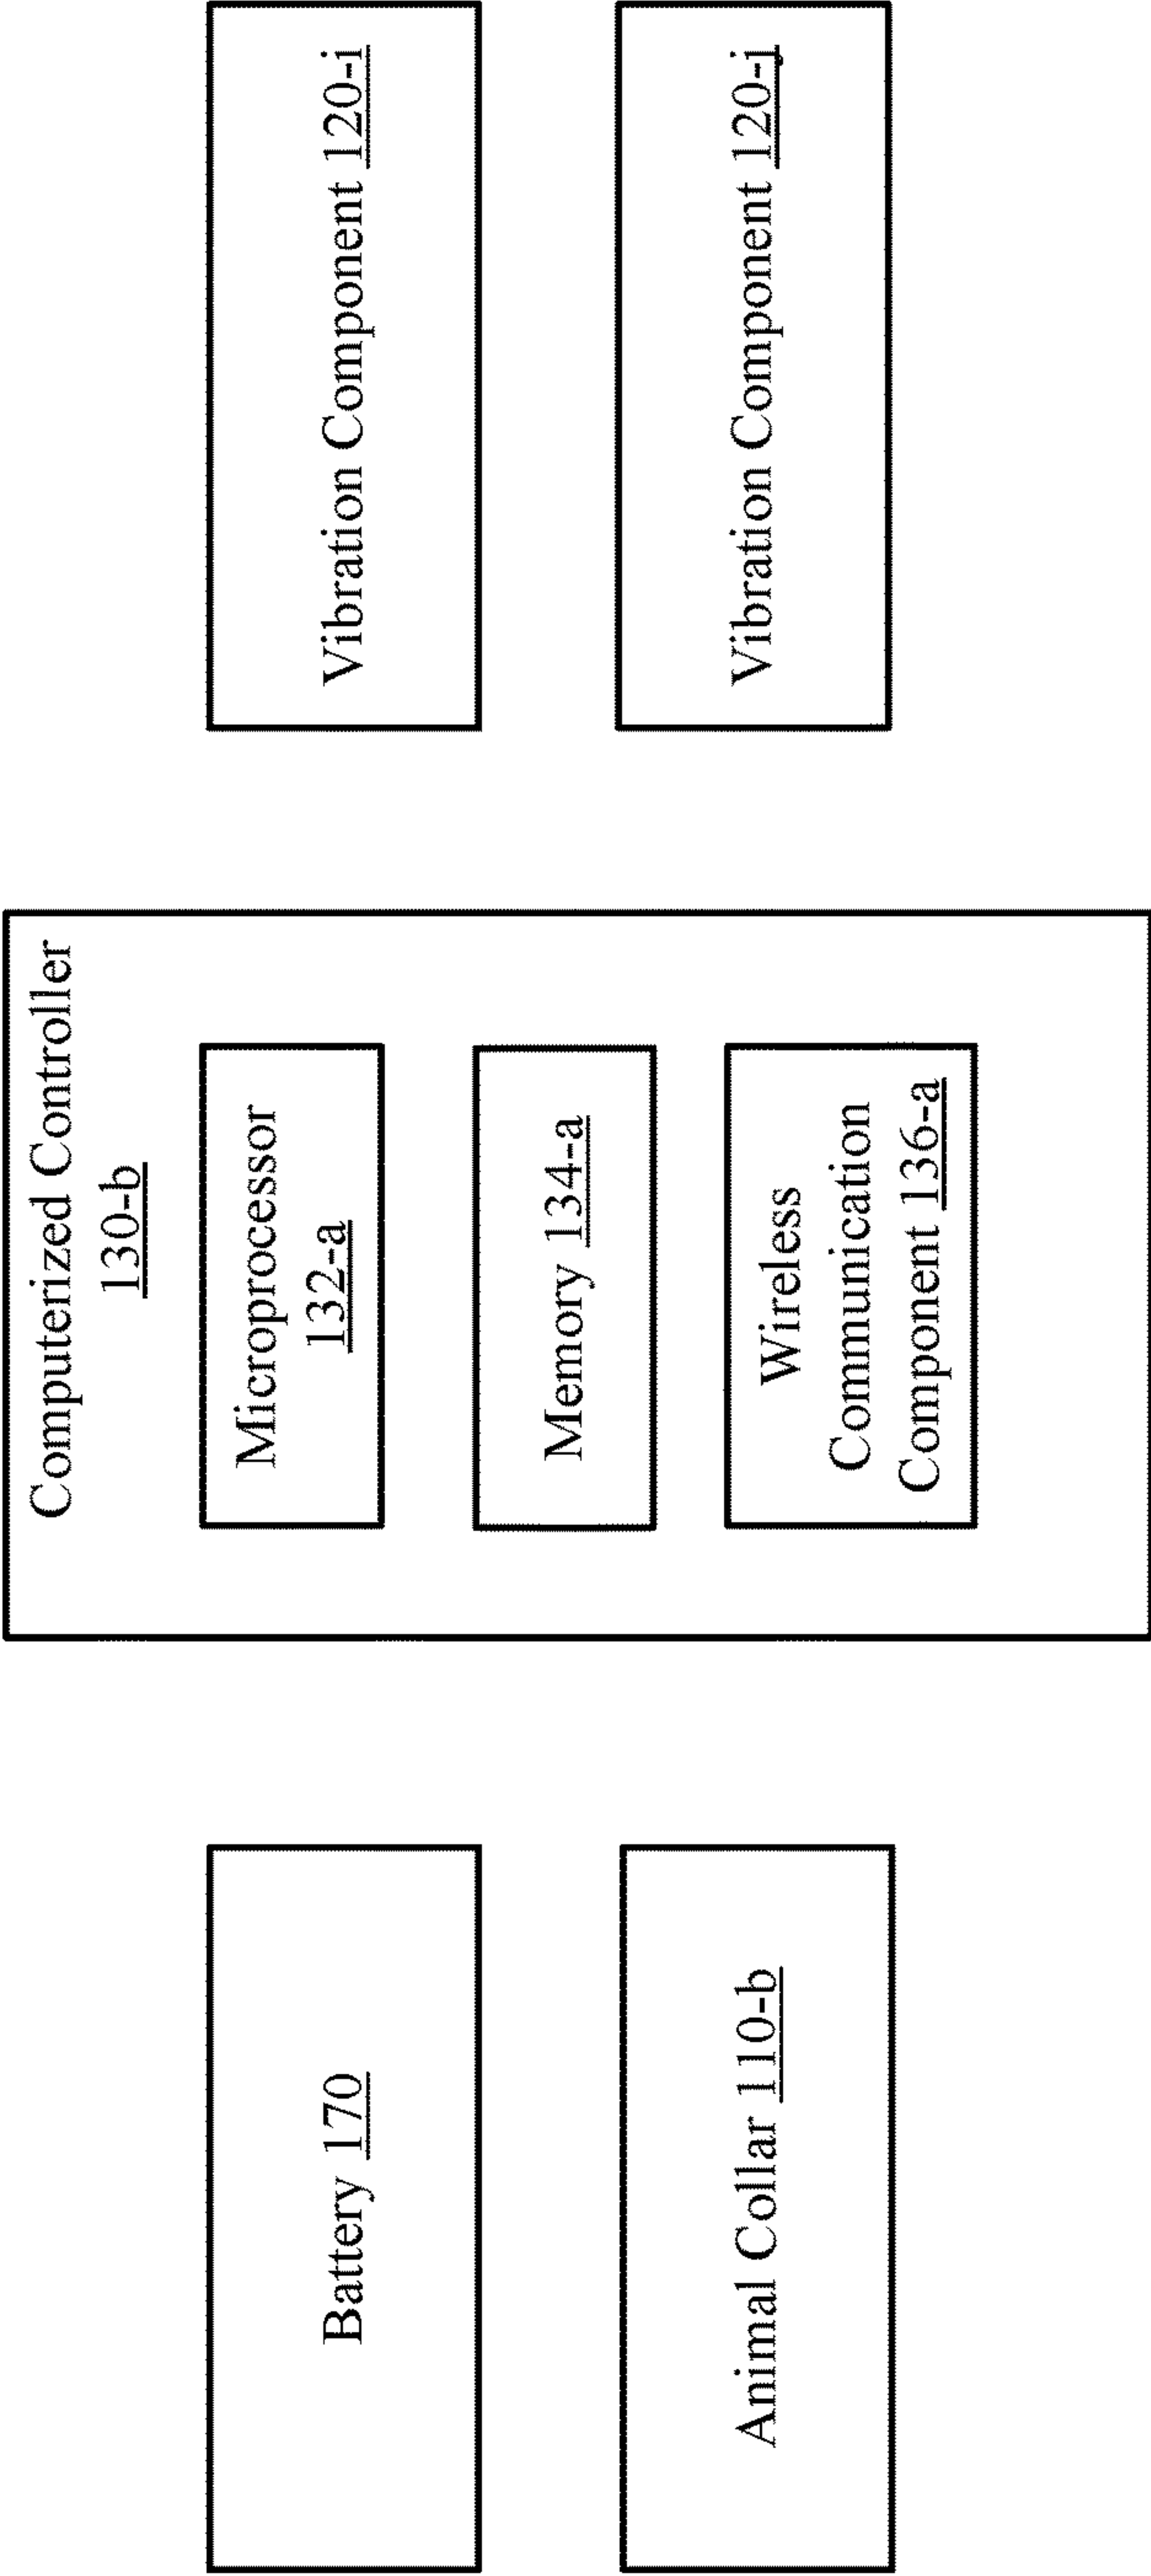 Battery 170
Animal Collar 110-b
Computerized Controller
130-b
Microprocessor
132-a
Memory 134-a
Wireless
Communication
Component 136-a
Vibration Component 120-i
Vibration Component 120-j